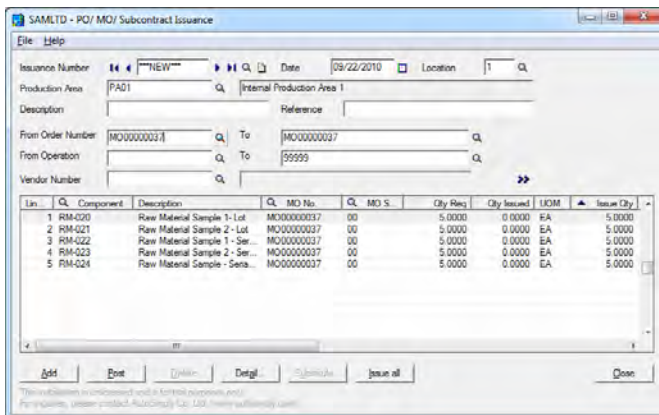 SAMLTD - PO/ MO/ Subcontract Issuance
File Help
Issuance Number ***NEW*** Date 09/22/2010 Location 1
Production Area PA01 Internal Production Area 1
Description Reference
From Order Number MO00000037 To MO00000037
From Operation To 99999
Vendor Number
Lin... Component Description MO No. MO S... Qty Req Qty Issued UOM Issue Qty
1 RM-020 Raw Material Sample 1- Lot MO00000037 00 5.0000 0.0000 EA 5.0000
2 RM-021 Raw Material Sample 2 - Lot MO00000037 00 5.0000 0.0000 EA 5.0000
3 RM-022 Raw Material Sample 1 - Ser... MO00000037 00 5.0000 0.0000 EA 5.0000
4 RM-023 Raw Material Sample 2 - Ser... MO00000037 00 5.0000 0.0000 EA 5.0000
5 RM-024 Raw Material Sample - Seria... MO00000037 00 5.0000 0.0000 EA 5.0000
Add Post Delete Detail... Substitute Issue all Close